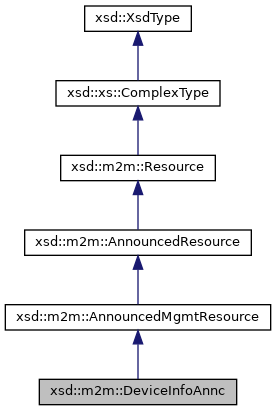 xsd::XsdType
xsd::xs::ComplexType
xsd::m2m::Resource
xsd::m2m::AnnouncedResource
xsd::m2m::AnnouncedMgmtResource
xsd::m2m::DeviceInfoAnnc